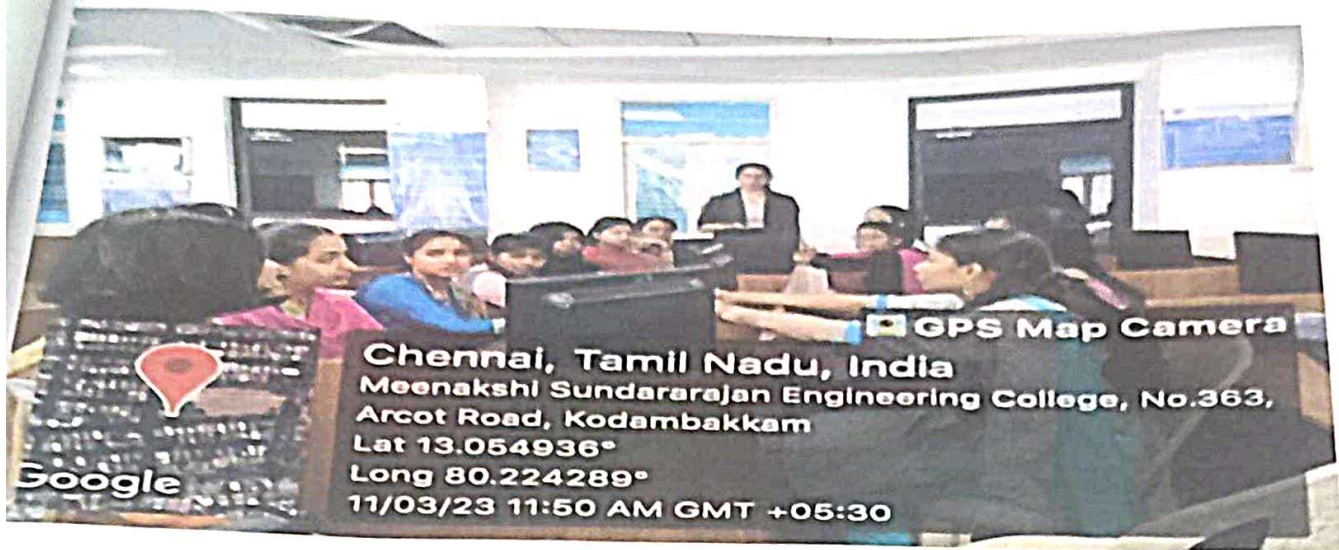 GPS Map Camera
Chennai, Tamil Nadu, India
Meenakshi Sundararajan Engineering College, No.363,
Arcot Road, Kodambakkam
Lat 13.054936°
Long 80.224289°
11/03/23 11:50 AM GMT +05:30
Google